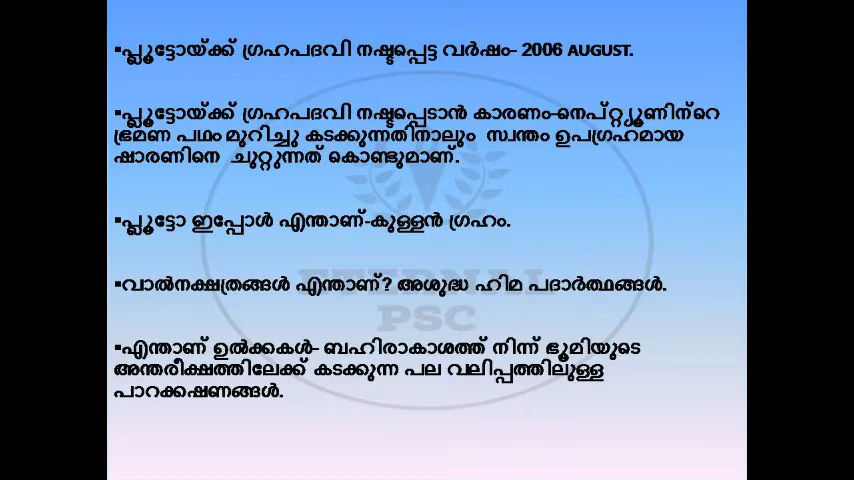 ▪പ്ലൂട്ടോയ്ക്ക് ഗ്രഹപദവി നഷ്ടപ്പെട്ട വർഷം- 2006 AUGUST.
▪പ്ലൂട്ടോയ്ക്ക് ഗ്രഹപദവി നഷ്ടപ്പെടാൻ കാരണം-നെപ്റ്റ്യൂണിന്റെ
ഭ്രമണ പഥം മുറിച്ചു കടക്കുന്നതിനാലും സ്വന്തം ഉപഗ്രഹമായ
ഷാരണിനെ ചുറ്റുന്നത് കൊണ്ടുമാണ്.
▪പ്ലൂട്ടോ ഇപ്പോൾ എന്താണ്-കുള്ളൻ ഗ്രഹം.
▪വാൽനക്ഷത്രങ്ങൾ എന്താണ്? അശുദ്ധ ഹിമ പദാർത്ഥങ്ങൾ.
ETERNAL
PSC
▪എന്താണ് ഉൽക്കകൾ- ബഹിരാകാശത്ത് നിന്ന് ഭൂമിയുടെ
അന്തരീക്ഷത്തിലേക്ക് കടക്കുന്ന പല വലിപ്പത്തിലുള്ള
പാറക്കഷണങ്ങൾ.